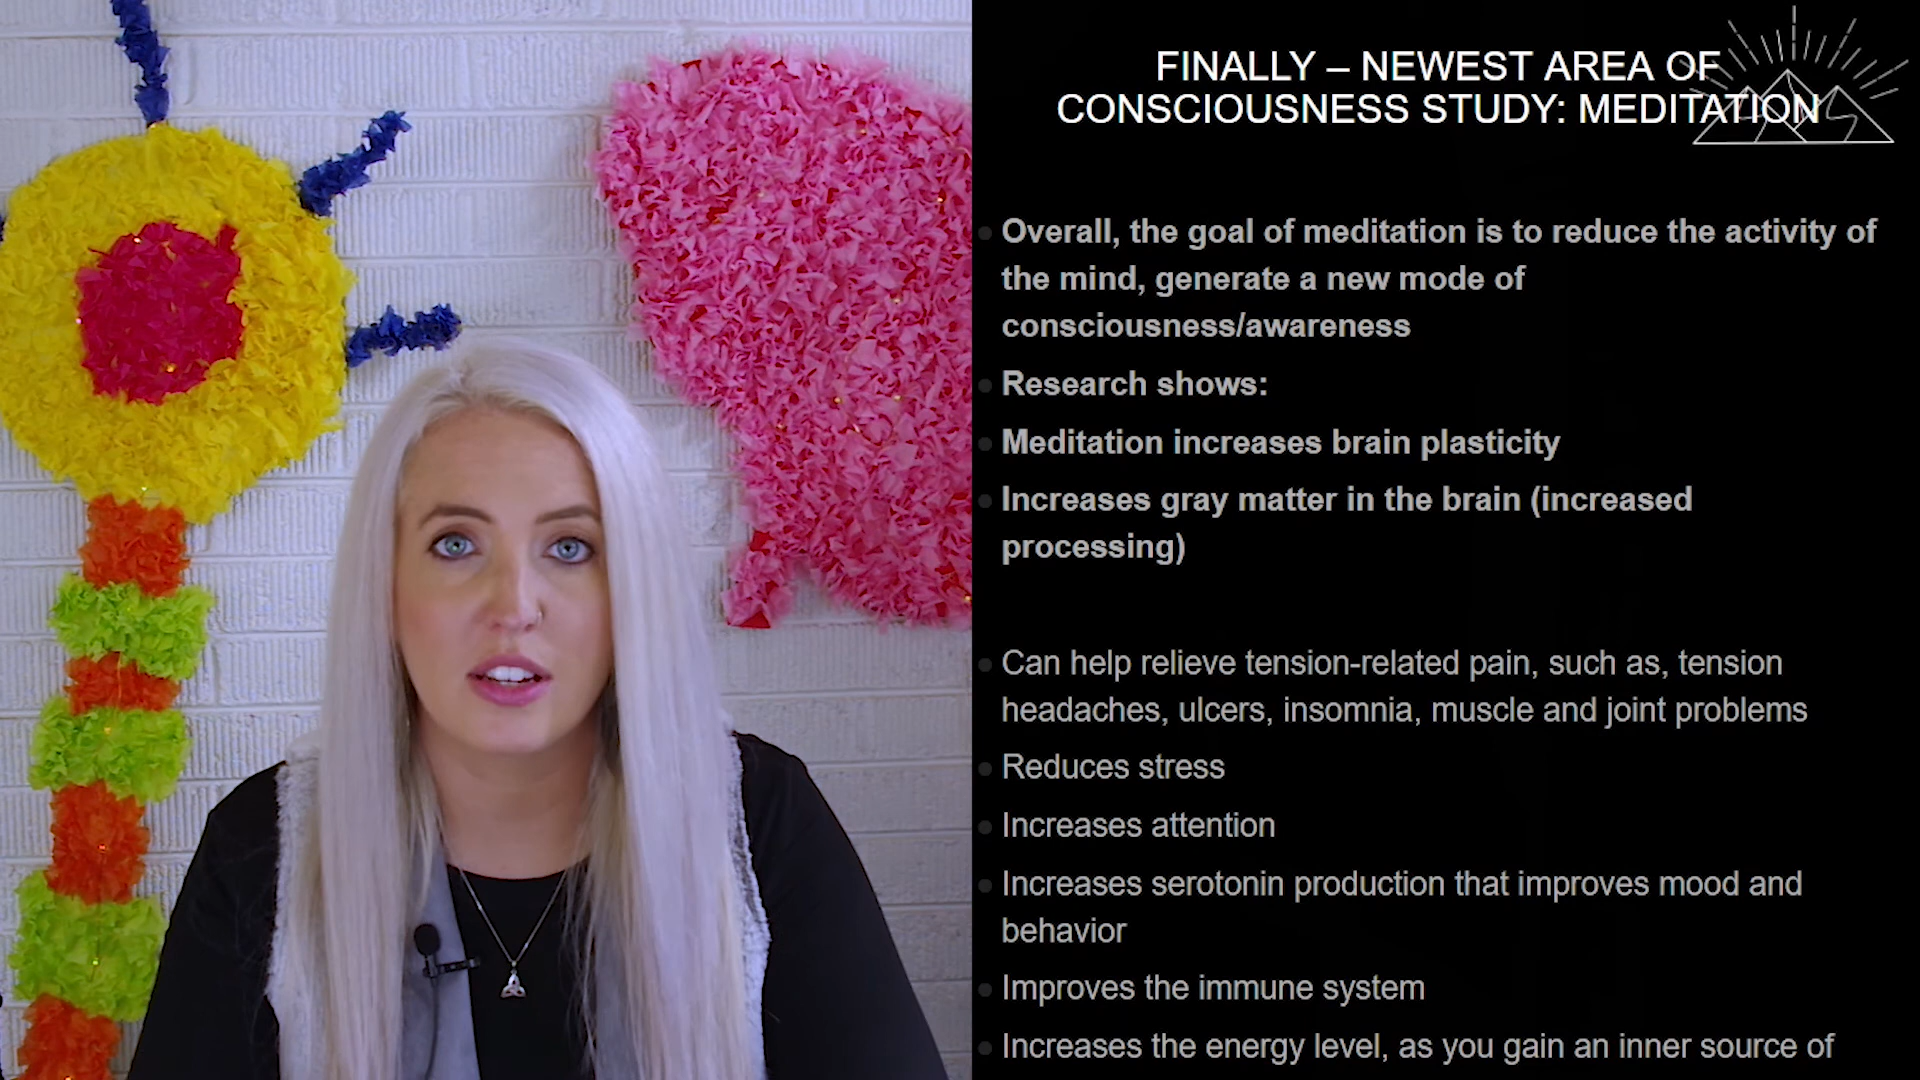 FINALLY – NEWEST AREA OF
CONSCIOUSNESS STUDY: MEDITATION
Overall, the goal of meditation is to reduce the activity of
the mind, generate a new mode of
consciousness/awareness
Research shows:
Meditation increases brain plasticity
Increases gray matter in the brain (increased
processing)
Can help relieve tension-related pain, such as, tension
headaches, ulcers, insomnia, muscle and joint problems
Reduces stress
Increases attention
Increases serotonin production that improves mood and
behavior
Improves the immune system
Increases the energy level, as you gain an inner source of